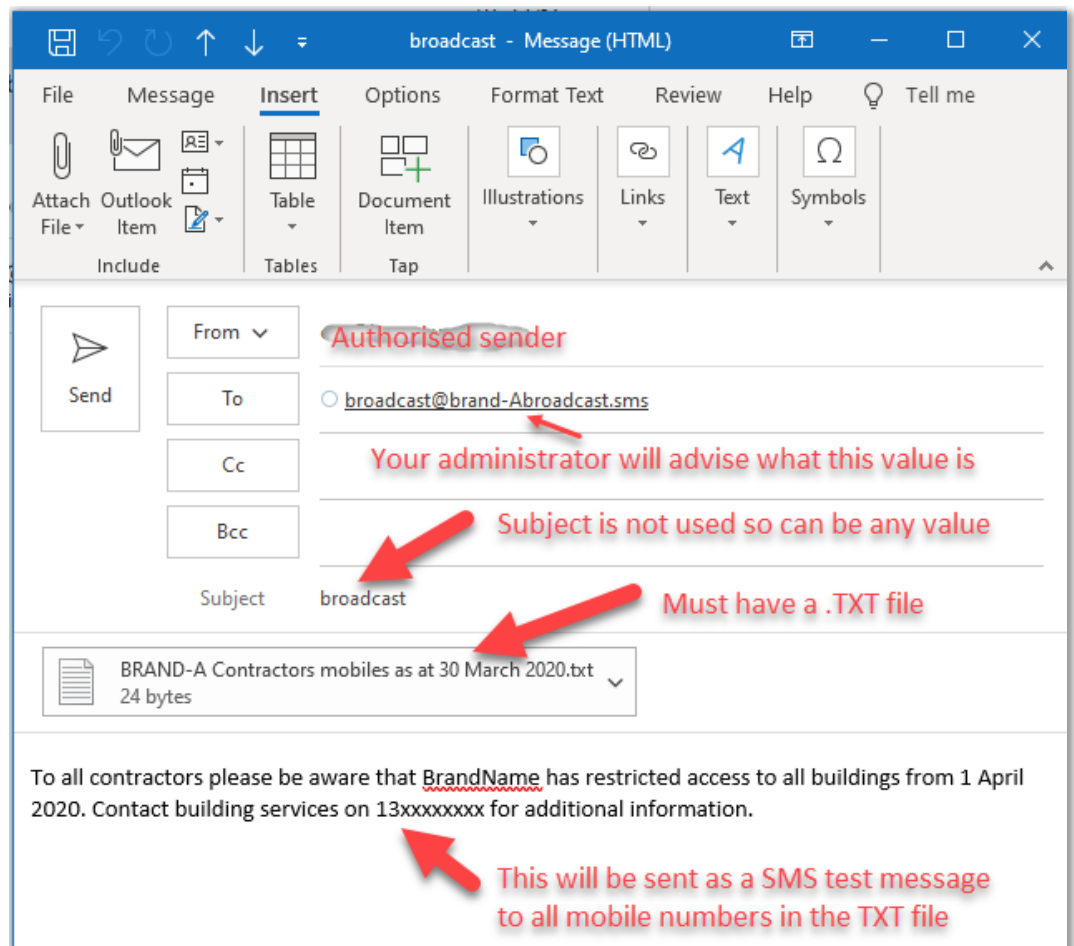 broadcast - Message (HTML)
File Message Insert Options Format Text Review Help Tell me
Attach File
Outlook Item
Table
Document Item
Illustrations
Links
Text
Symbols
Include
Tables
Tap
Send
From
Authorised sender
To
broadcast@brand-Abroadcast.sms
Cc
Your administrator will advise what this value is
Bcc
Subject is not used so can be any value
Subject
broadcast
Must have a .TXT file
BRAND-A Contractors mobiles as at 30 March 2020.txt
24 bytes
To all contractors please be aware that BrandName has restricted access to all buildings from 1 April
2020. Contact building services on 13xxxxxxxx for additional information.
This will be sent as a SMS test message
to all mobile numbers in the TXT file